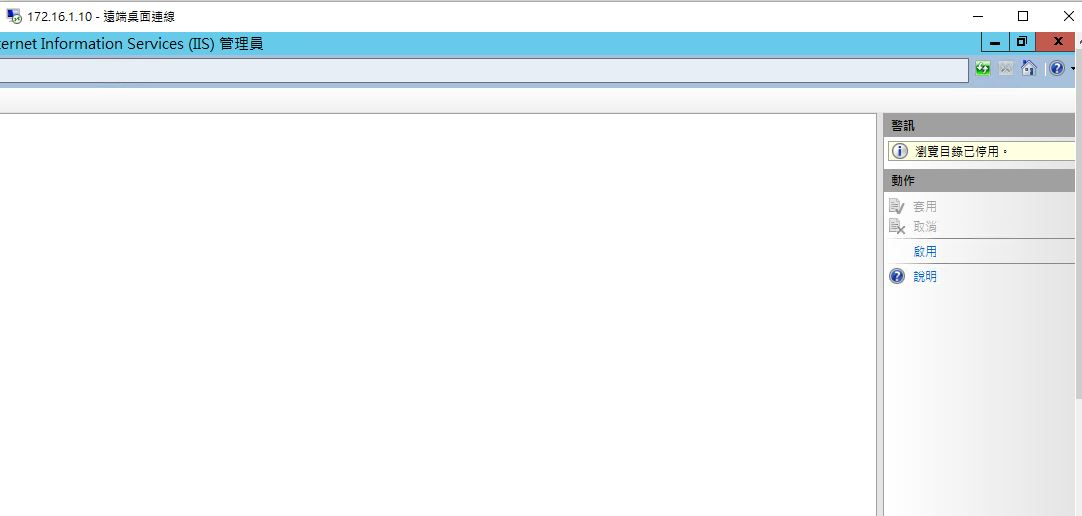 172.16.1.10 - 遠端桌面連線
ternet Information Services (IIS) 管理員
警訊
瀏覽目錄已停用。
動作
套用
取消
啟用
說明